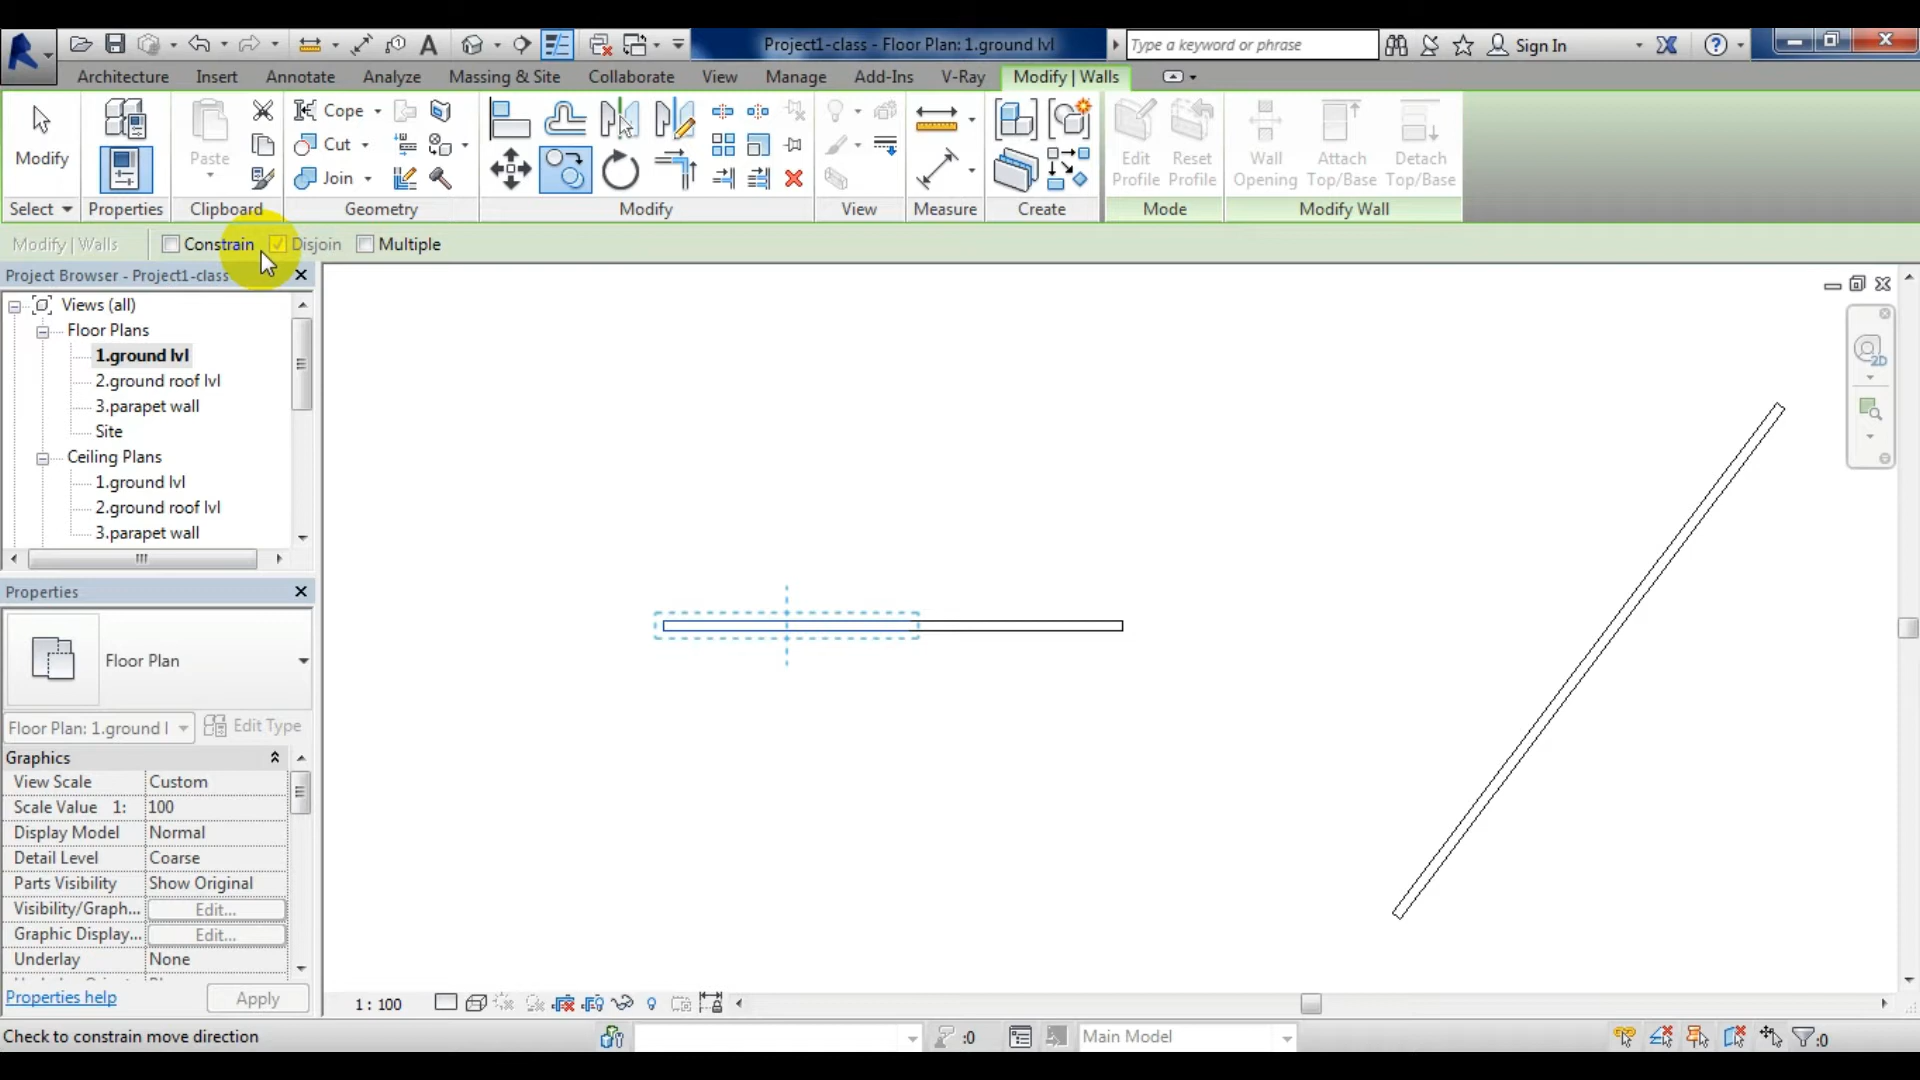 Project1-class - Floor Plan: 1.ground lvl
Type a keyword or phrase
Sign In
Architecture Insert Annotate Analyze Massing & Site Collaborate View Manage Add-Ins V-Ray Modify | Walls
Modify
Paste
Cope
Cut
Join
Edit Profile
Reset Profile
Wall Opening
Attach Top/Base
Detach Top/Base
Select Properties Clipboard Geometry Modify View Measure Create Mode Modify Wall
Modify | Walls Constrain Disjoin Multiple
Project Browser - Project1-class
Views (all)
Floor Plans
1.ground lvl
2.ground roof lvl
3.parapet wall
Site
Ceiling Plans
1.ground lvl
2.ground roof lvl
3.parapet wall
2D
Properties
Floor Plan
Floor Plan: 1.ground l Edit Type
Graphics
View Scale Custom
Scale Value 1: 100
Display Model Normal
Detail Level Coarse
Parts Visibility Show Original
Visibility/Graph... Edit...
Graphic Display... Edit...
Underlay None
Properties help Apply
1 : 100
Check to constrain move direction
:0
Main Model
:0